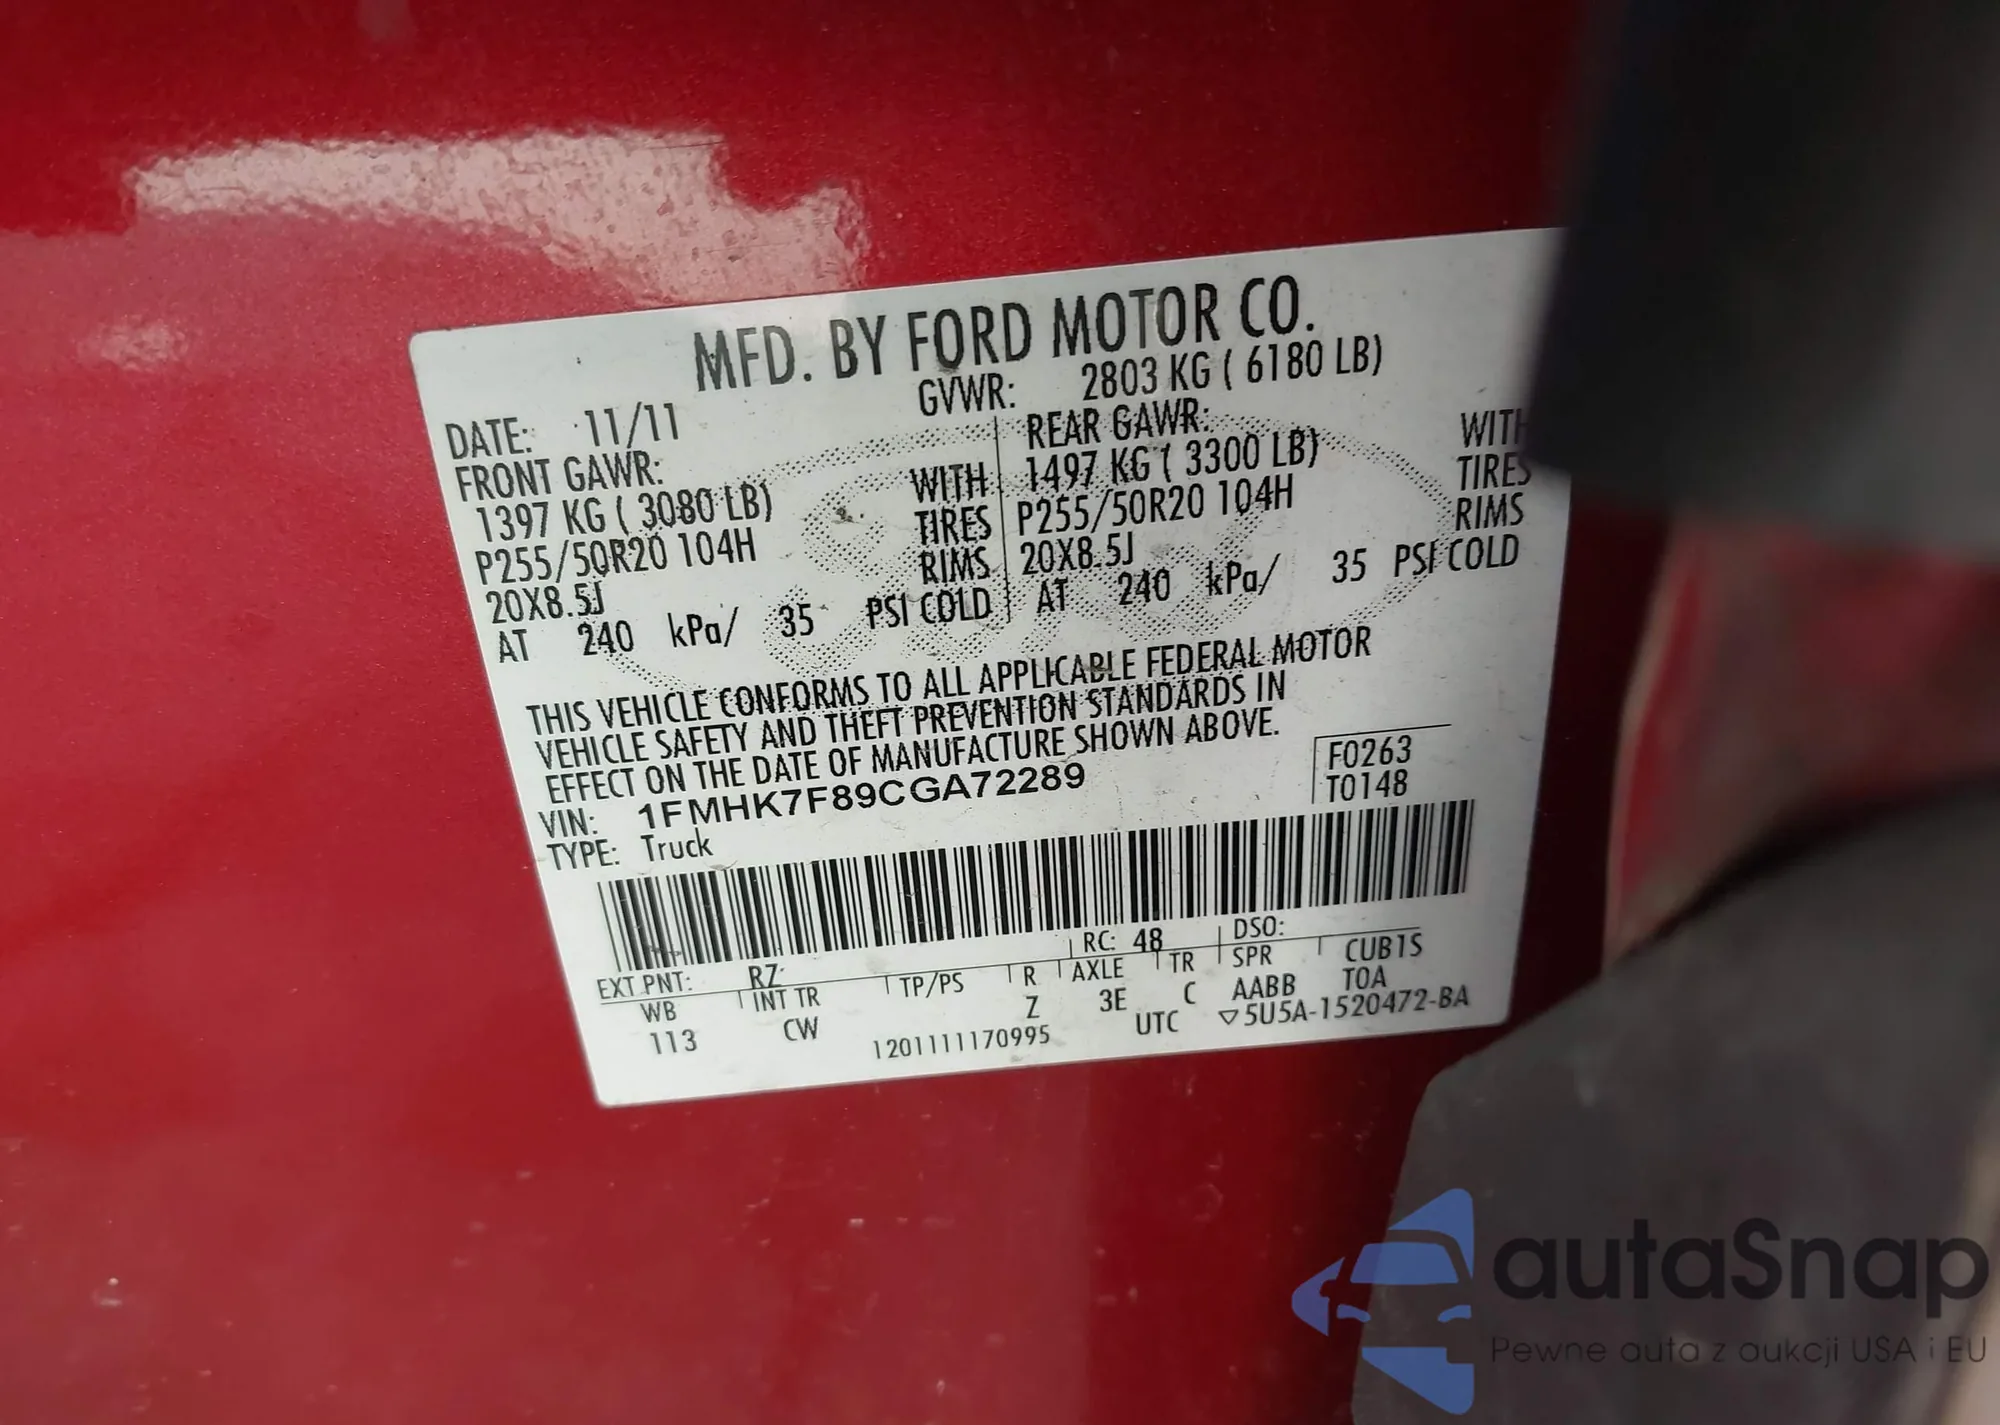 MFD. BY FORD MOTOR CO.
DATE: 11/11
GVWR: 2803 KG ( 6180 LB)
FRONT GAWR:
1397 KG ( 3080 LB)
WITH
P255/50R20 104H
TIRES
20X8.5J
RIMS
AT 240 kPa/ 35 PSI COLD
REAR GAWR:
1497 KG ( 3300 LB)
WITH
P255/50R20 104H
TIRES
20X8.5J
RIMS
AT 240 kPa/ 35 PSI COLD
THIS VEHICLE CONFORMS TO ALL APPLICABLE FEDERAL MOTOR
VEHICLE SAFETY AND THEFT PREVENTION STANDARDS IN
EFFECT ON THE DATE OF MANUFACTURE SHOWN ABOVE.
VIN: 1FMHK7F89CGA72289
TYPE: Truck
F0263
T0148
EXT PNT: RZ RC: 48 DSO:
WB INT TR TP/PS R AXLE TR SPR CUB1S
113 CW Z 3E C AABB TOA
1201111170995 UTC ▽5U5A-1520472-BA
autaSnap
Pewne auta z aukcji USA i EU